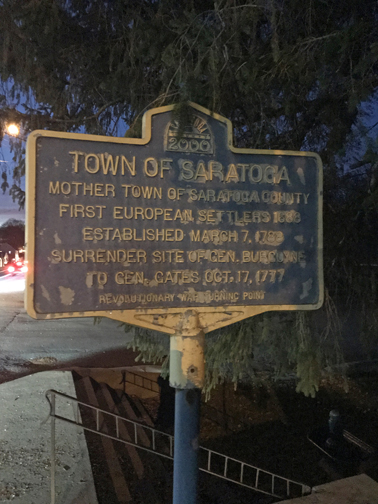 2000
TOWN OF SARATOGA
MOTHER TOWN OF SARATOGA COUNTY
FIRST EUROPEAN SETTLERS
ESTABLISHED MARCH 7,
SURRENDER SITE OF GEN. BURGOYNE
TO GEN. GATES OCT. 17, 1777
REVOLUTIONARY WAR TURNING POINT